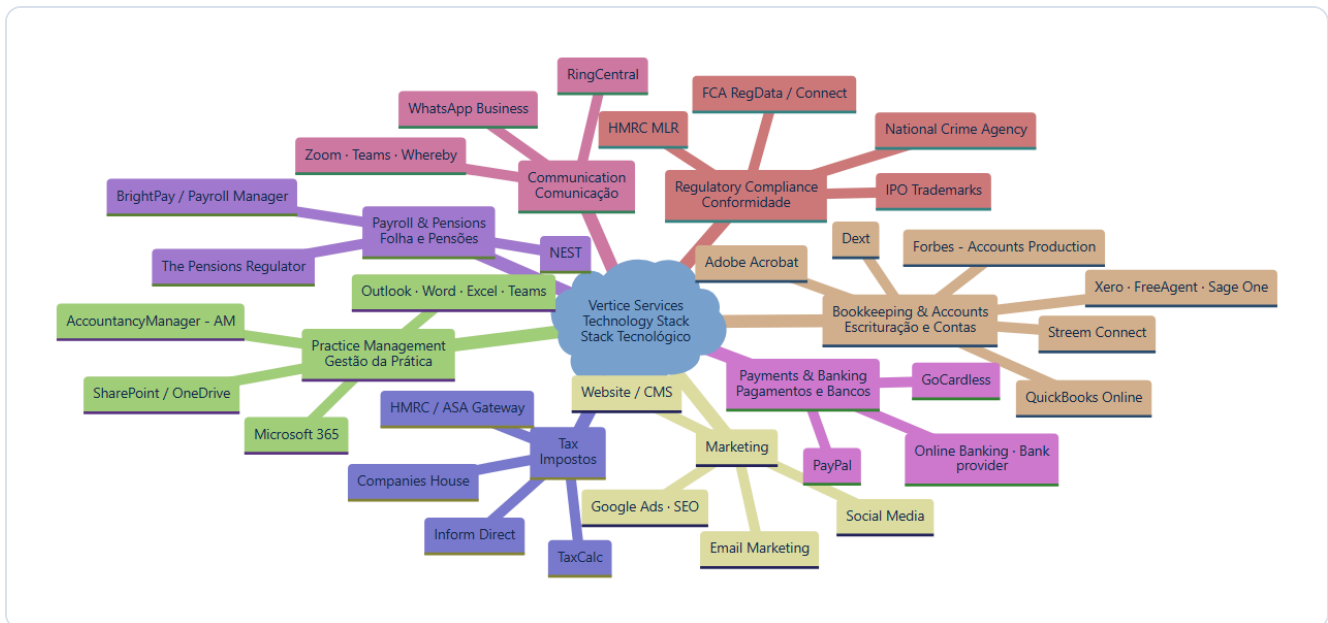 RingCentral
WhatsApp Business
Zoom · Teams · Whereby
Communication
Comunicação
FCA RegData / Connect
HMRC MLR
National Crime Agency
IPO Trademarks
Regulatory Compliance
Conformidade
BrightPay / Payroll Manager
Payroll & Pensions
Folha e Pensões
The Pensions Regulator
NEST
Dext
Forbes - Accounts Production
Adobe Acrobat
Xero · FreeAgent · Sage One
Bookkeeping & Accounts
Escrituração e Contas
Streem Connect
QuickBooks Online
Vertice Services
Technology Stack
Stack Tecnológico
Outlook · Word · Excel · Teams
AccountancyManager - AM
Practice Management
Gestão da Prática
SharePoint / OneDrive
Microsoft 365
Payments & Banking
Pagamentos e Bancos
GoCardless
Online Banking · Bank
provider
PayPal
Website / CMS
Marketing
Google Ads · SEO
Email Marketing
Social Media
HMRC / ASA Gateway
Tax
Impostos
Companies House
Inform Direct
TaxCalc